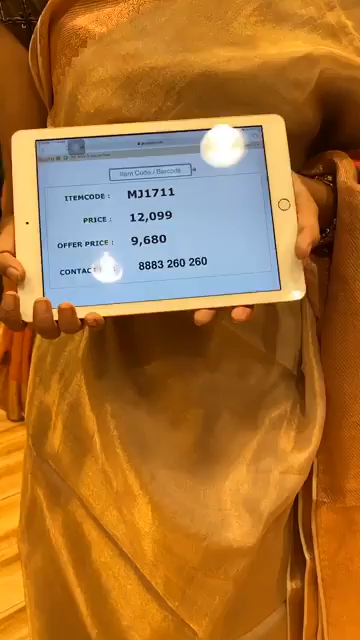 Item Code / Barcode
ITEMCODE : MJ1711
PRICE : 12,099
OFFER PRICE : 9,680
CONTACT 8883 260 260